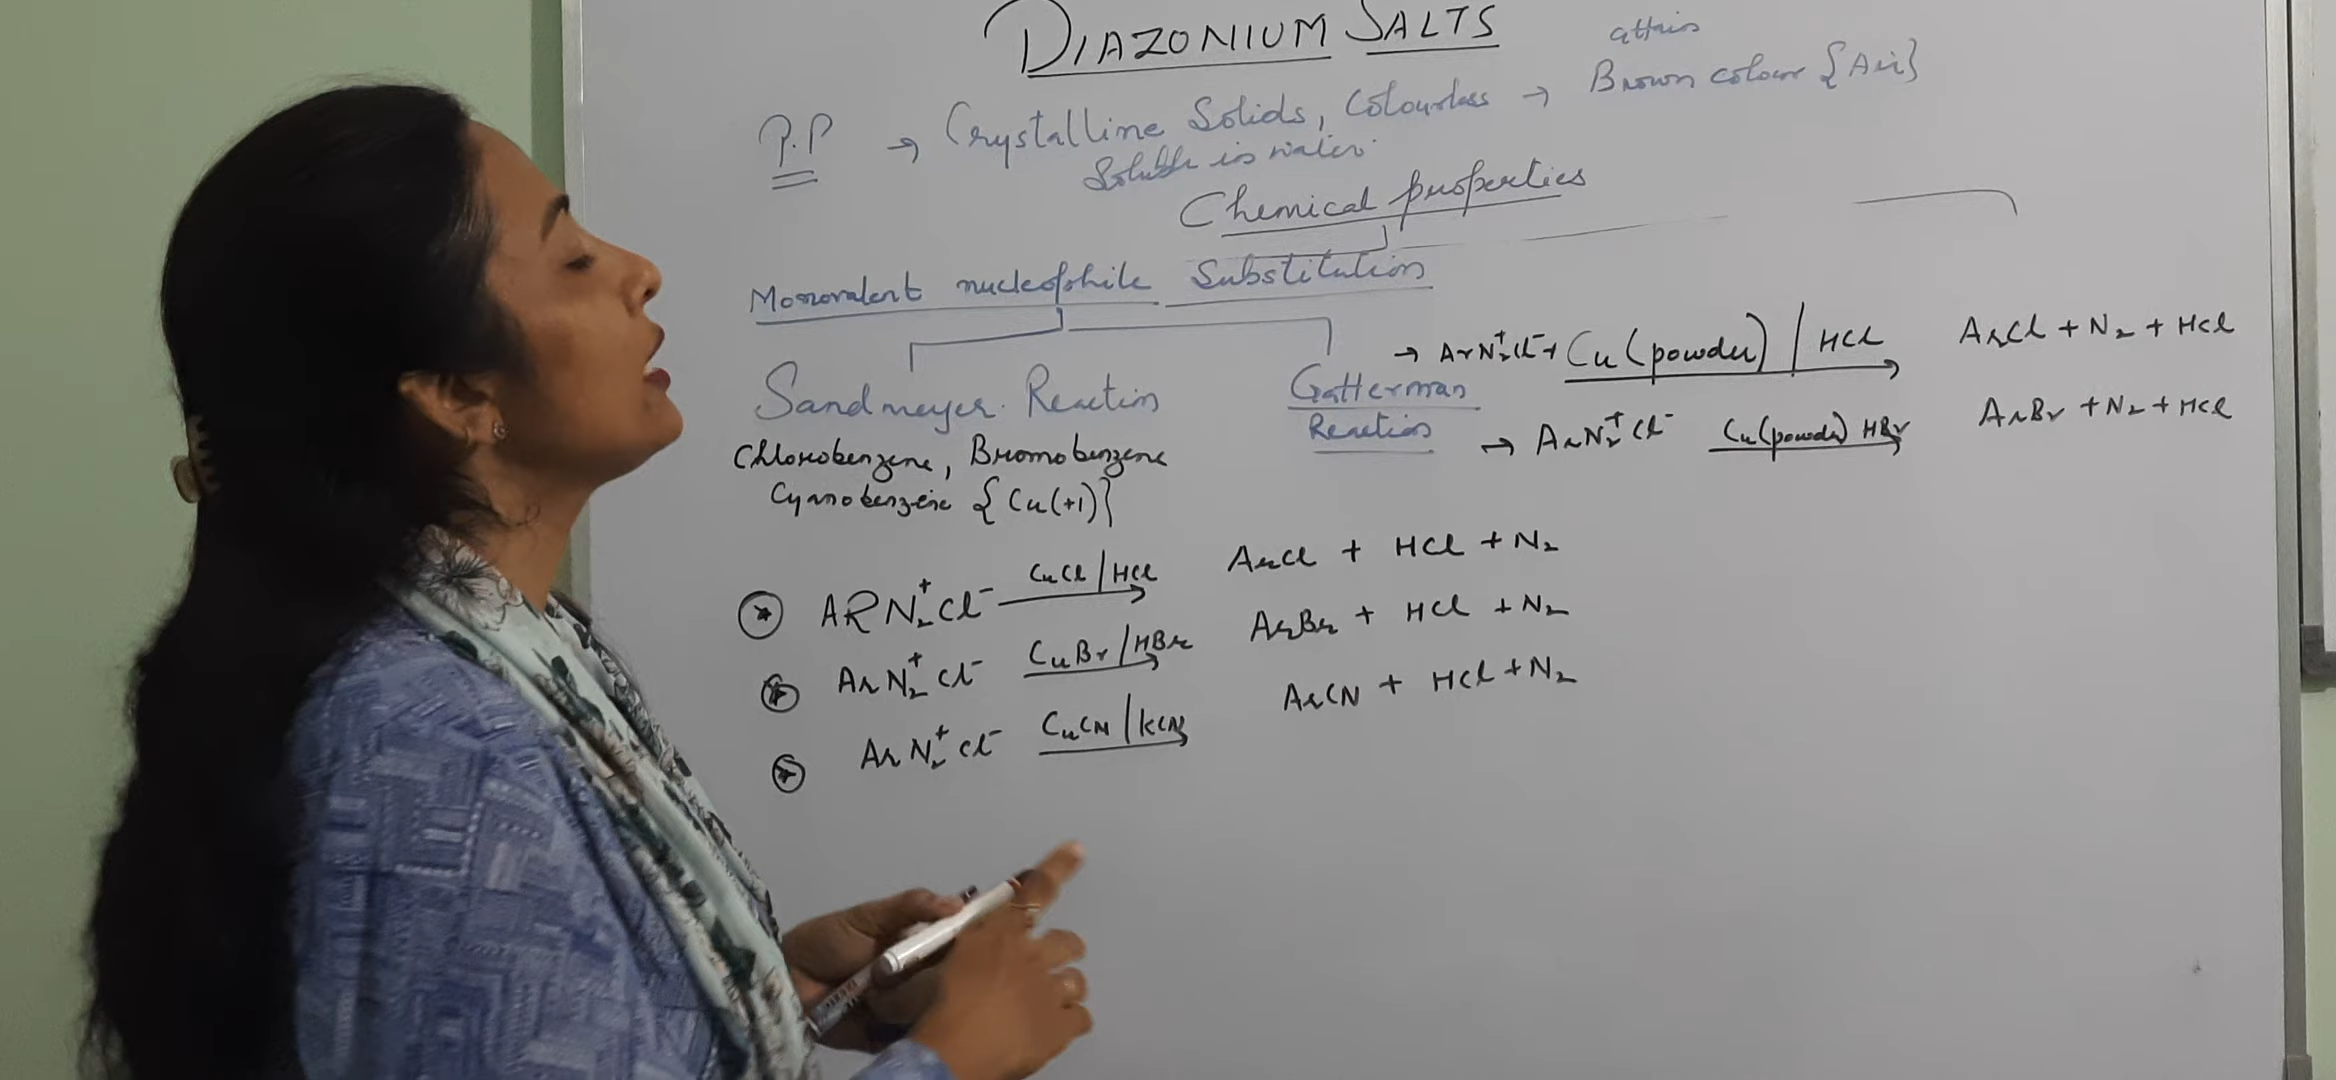 DIAZONIUM SALTS
P.P → Crystalline Solids, Colourless → attains Brown colour {Air}
Soluble in water.
Chemical properties
Monovalent nucleophile Substitution
Sandmeyer Reaction
Chlorobenzene, Bromobenzene
Cyanobenzene {Cu(+1)}
ARN₂⁺Cl⁻ CuCl/HCl → ArCl + HCl + N₂
ArN₂⁺Cl⁻ CuBr/HBr → ArBr + HCl + N₂
ArN₂⁺Cl⁻ CuCN/KCN → ArCN + HCl + N₂
Gatterman
Reaction
→ ArN₂⁺Cl⁻ + Cu(powder)/HCl → ArCl + N₂ + HCl
→ ArN₂⁺Cl⁻ Cu(powder) HBr → ArBr + N₂ + HCl